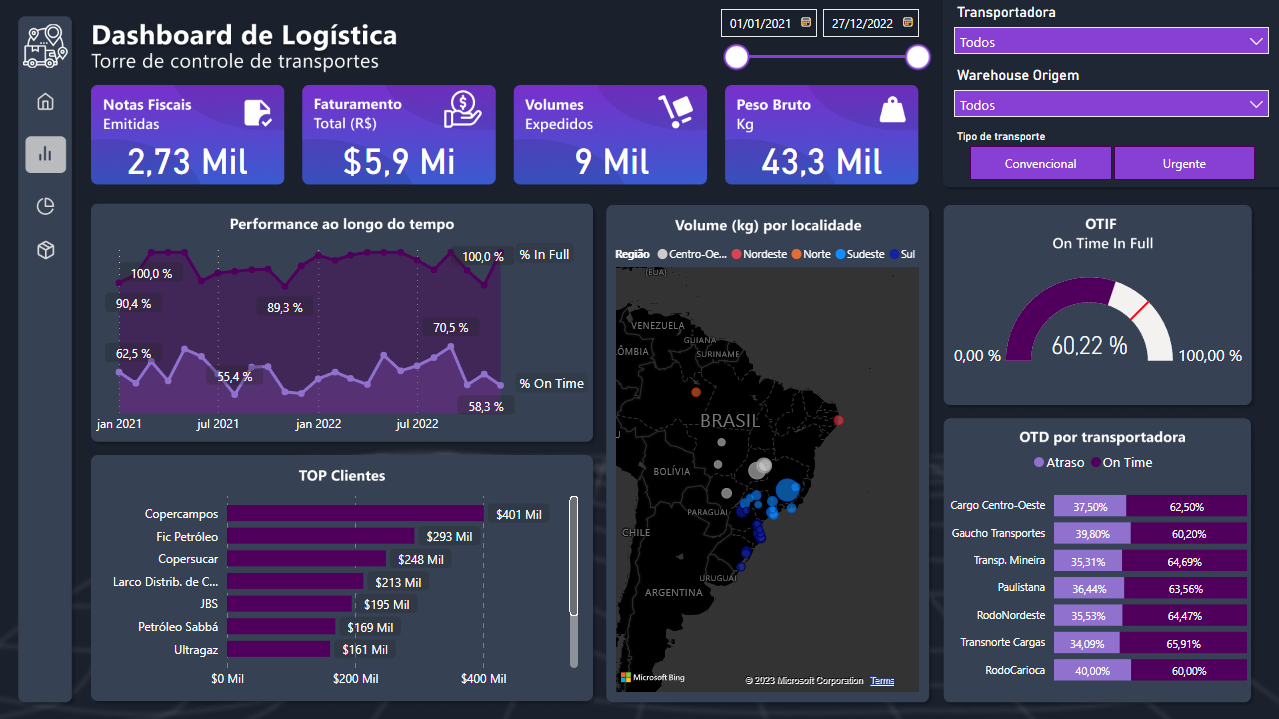 Dashboard de Logística
Torre de controle de transportes
01/01/2021
27/12/2022
Transportadora
Todos
Warehouse Origem
Todos
Tipo de transporte
Convencional
Urgente
Notas Fiscais
Emitidas
2,73 Mil
Faturamento
Total (R$)
$5,9 Mi
Volumes
Expedidos
9 Mil
Peso Bruto
Kg
43,3 Mil
Performance ao longo do tempo
100,0 %
90,4 %
89,3 %
100,0 %
% In Full
62,5 %
55,4 %
70,5 %
58,3 %
% On Time
jan 2021
jul 2021
jan 2022
jul 2022
TOP Clientes
Copercampos
$401 Mil
Fic Petróleo
$293 Mil
Copersucar
$248 Mil
Larco Distrib. de C...
$213 Mil
JBS
$195 Mil
Petróleo Sabbá
$169 Mil
Ultragaz
$161 Mil
$0 Mil
$200 Mil
$400 Mil
Volume (kg) por localidade
Região
Centro-Oe...
Nordeste
Norte
Sudeste
Sul
(EUA)
VENEZUELA
GUIANA
ÔMBIA
SURINAME
BRASIL
BOLÍVIA
PARAGUAI
CHILE
URUGUAI
ARGENTINA
Microsoft Bing
© 2023 Microsoft Corporation
Terms
OTIF
On Time In Full
0,00 %
60,22 %
100,00 %
OTD por transportadora
Atraso
On Time
Cargo Centro-Oeste
37,50%
62,50%
Gaucho Transportes
39,80%
60,20%
Transp. Mineira
35,31%
64,69%
Paulistana
36,44%
63,56%
RodoNordeste
35,53%
64,47%
Transnorte Cargas
34,09%
65,91%
RodoCarioca
40,00%
60,00%